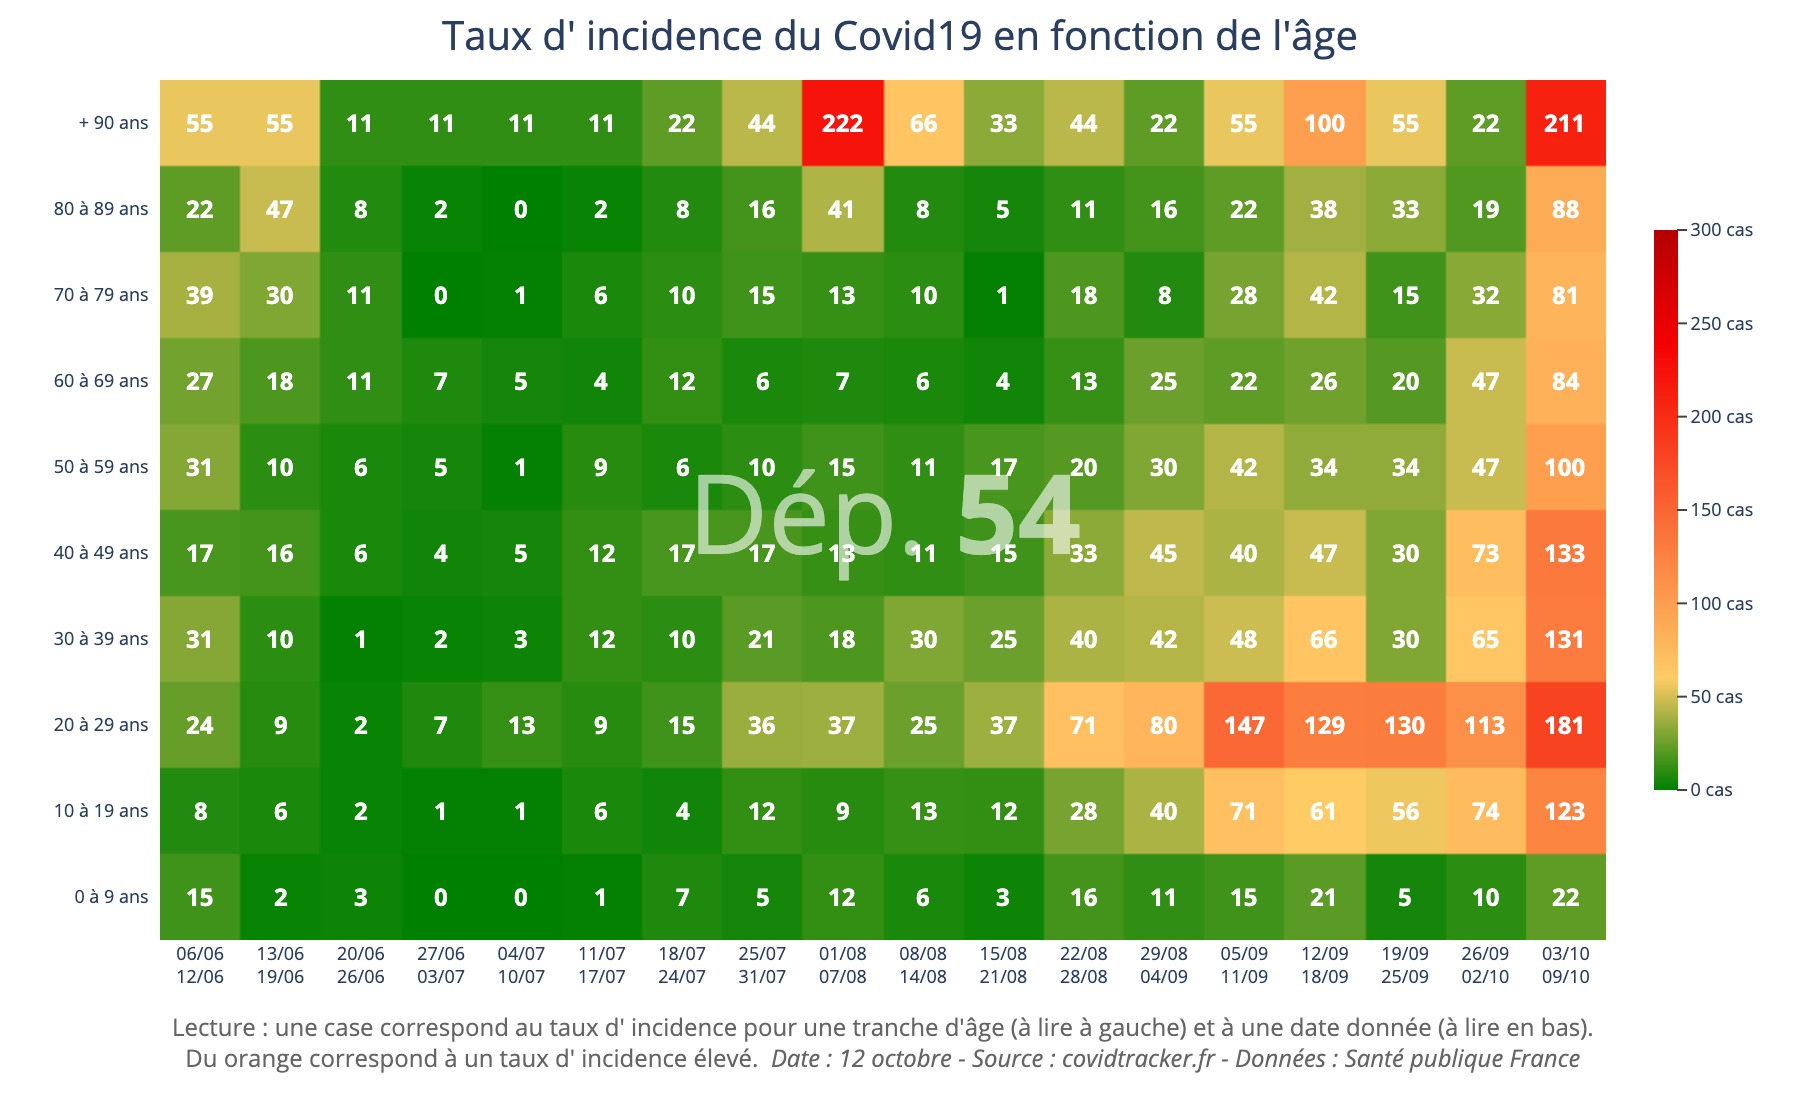 Taux d' incidence du Covid19 en fonction de l'âge
+ 90 ans 55 55 11 11 11 11 22 44 222 66 33 44 22 55 100 55 22 211
300 cas
80 à 89 ans 22 47 8 2 0 2 8 16 41 8 5 11 16 22 38 33 19 88
250 cas
70 à 79 ans 39 30 11 0 1 6 10 15 13 10 1 18 8 28 42 15 32 81
60 à 69 ans 27 18 11 7 5 4 12 6 7 6 4 13 25 22 26 20 47 84
200 cas
50 à 59 ans 31 10 6 5 1 9 6 10 15 11 17 20 30 42 34 34 47 100
Dép. 54
150 cas
40 à 49 ans 17 16 6 4 5 12 17 17 13 11 15 33 45 40 47 30 73 133
100 cas
30 à 39 ans 31 10 1 2 3 12 10 21 18 30 25 40 42 48 66 30 65 131
50 cas
20 à 29 ans 24 9 2 7 13 9 15 36 37 25 37 71 80 147 129 130 113 181
0 cas
10 à 19 ans 8 6 2 1 1 6 4 12 9 13 12 28 40 71 61 56 74 123
0 à 9 ans 15 2 3 0 0 1 7 5 12 6 3 16 11 15 21 5 10 22
06/06 13/06 20/06 27/06 04/07 11/07 18/07 25/07 01/08 08/08 15/08 22/08 29/08 05/09 12/09 19/09 26/09 03/10
12/06 19/06 26/06 03/07 10/07 17/07 24/07 31/07 07/08 14/08 21/08 28/08 04/09 11/09 18/09 25/09 02/10 09/10
Lecture : une case correspond au taux d' incidence pour une tranche d'âge (à lire à gauche) et à une date donnée (à lire en bas).
Du orange correspond à un taux d' incidence élevé. Date : 12 octobre - Source : covidtracker.fr - Données : Santé publique France